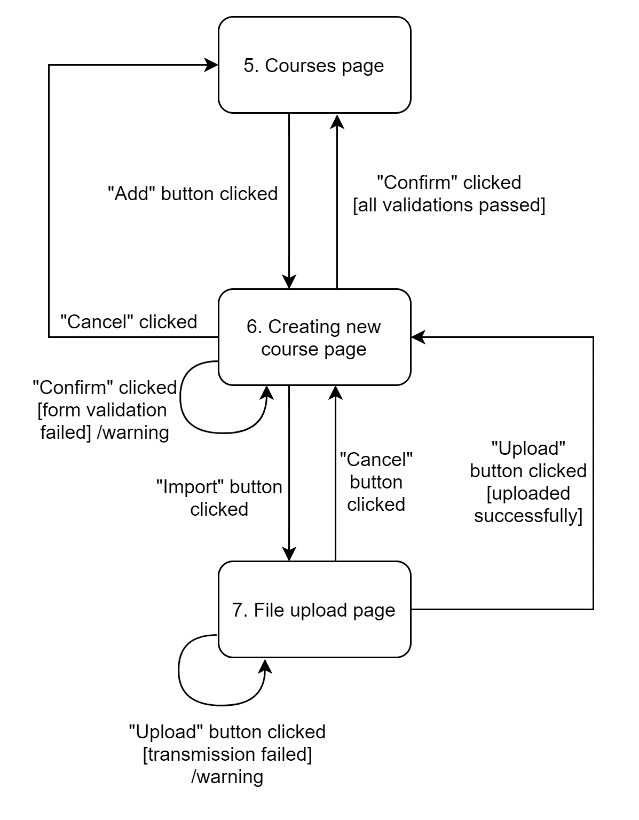 5. Courses page
"Add" button clicked
"Confirm" clicked
[all validations passed]
"Cancel" clicked
6. Creating new
course page
"Confirm" clicked
[form validation
failed] /warning
"Import" button
clicked
"Cancel"
button
clicked
"Upload"
button clicked
[uploaded
successfully]
7. File upload page
"Upload" button clicked
[transmission failed]
/warning